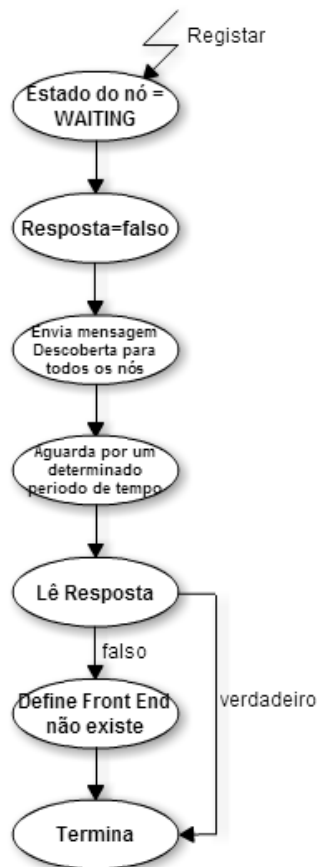 Registar
Estado do nó =
WAITING
Resposta=falso
Envia mensagem
Descoberta para
todos os nós
Aguarda por um
determinado
periodo de tempo
Lê Resposta
falso
verdadeiro
Define Front End
não existe
Termina